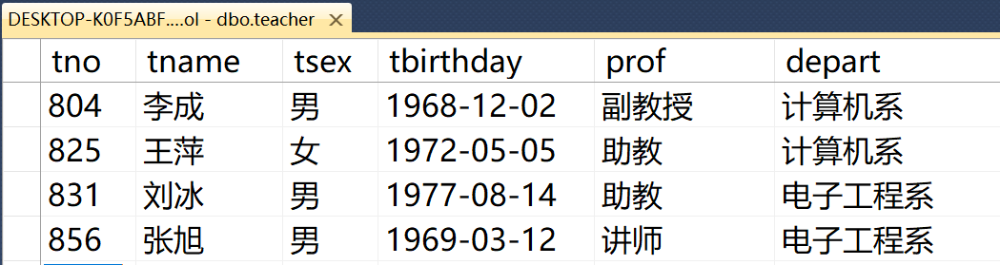 DESKTOP-K0F5ABF....ol - dbo.teacher
tno tname tsex tbirthday prof depart
804 李成 男 1968-12-02 副教授 计算机系
825 王萍 女 1972-05-05 助教 计算机系
831 刘冰 男 1977-08-14 助教 电子工程系
856 张旭 男 1969-03-12 讲师 电子工程系